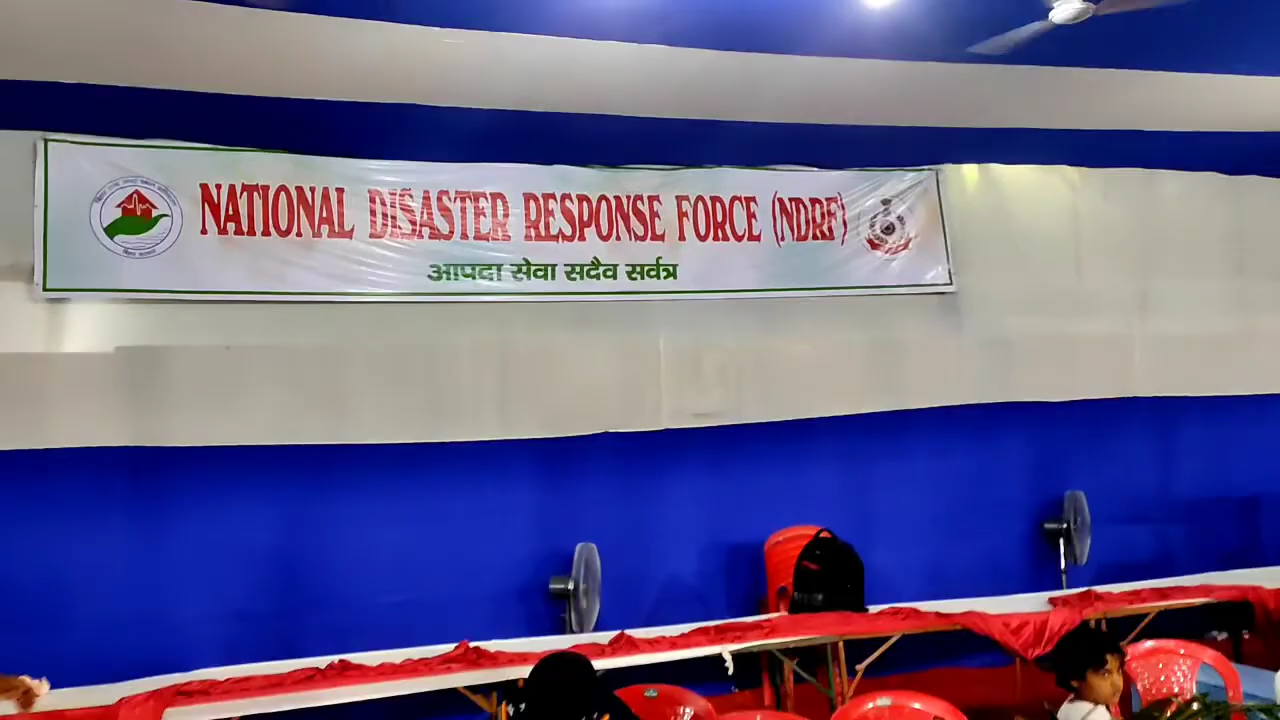 NATIONAL DISASTER RESPONSE FORCE (NDRF)
आपदा सेवा सदैव सर्वत्र